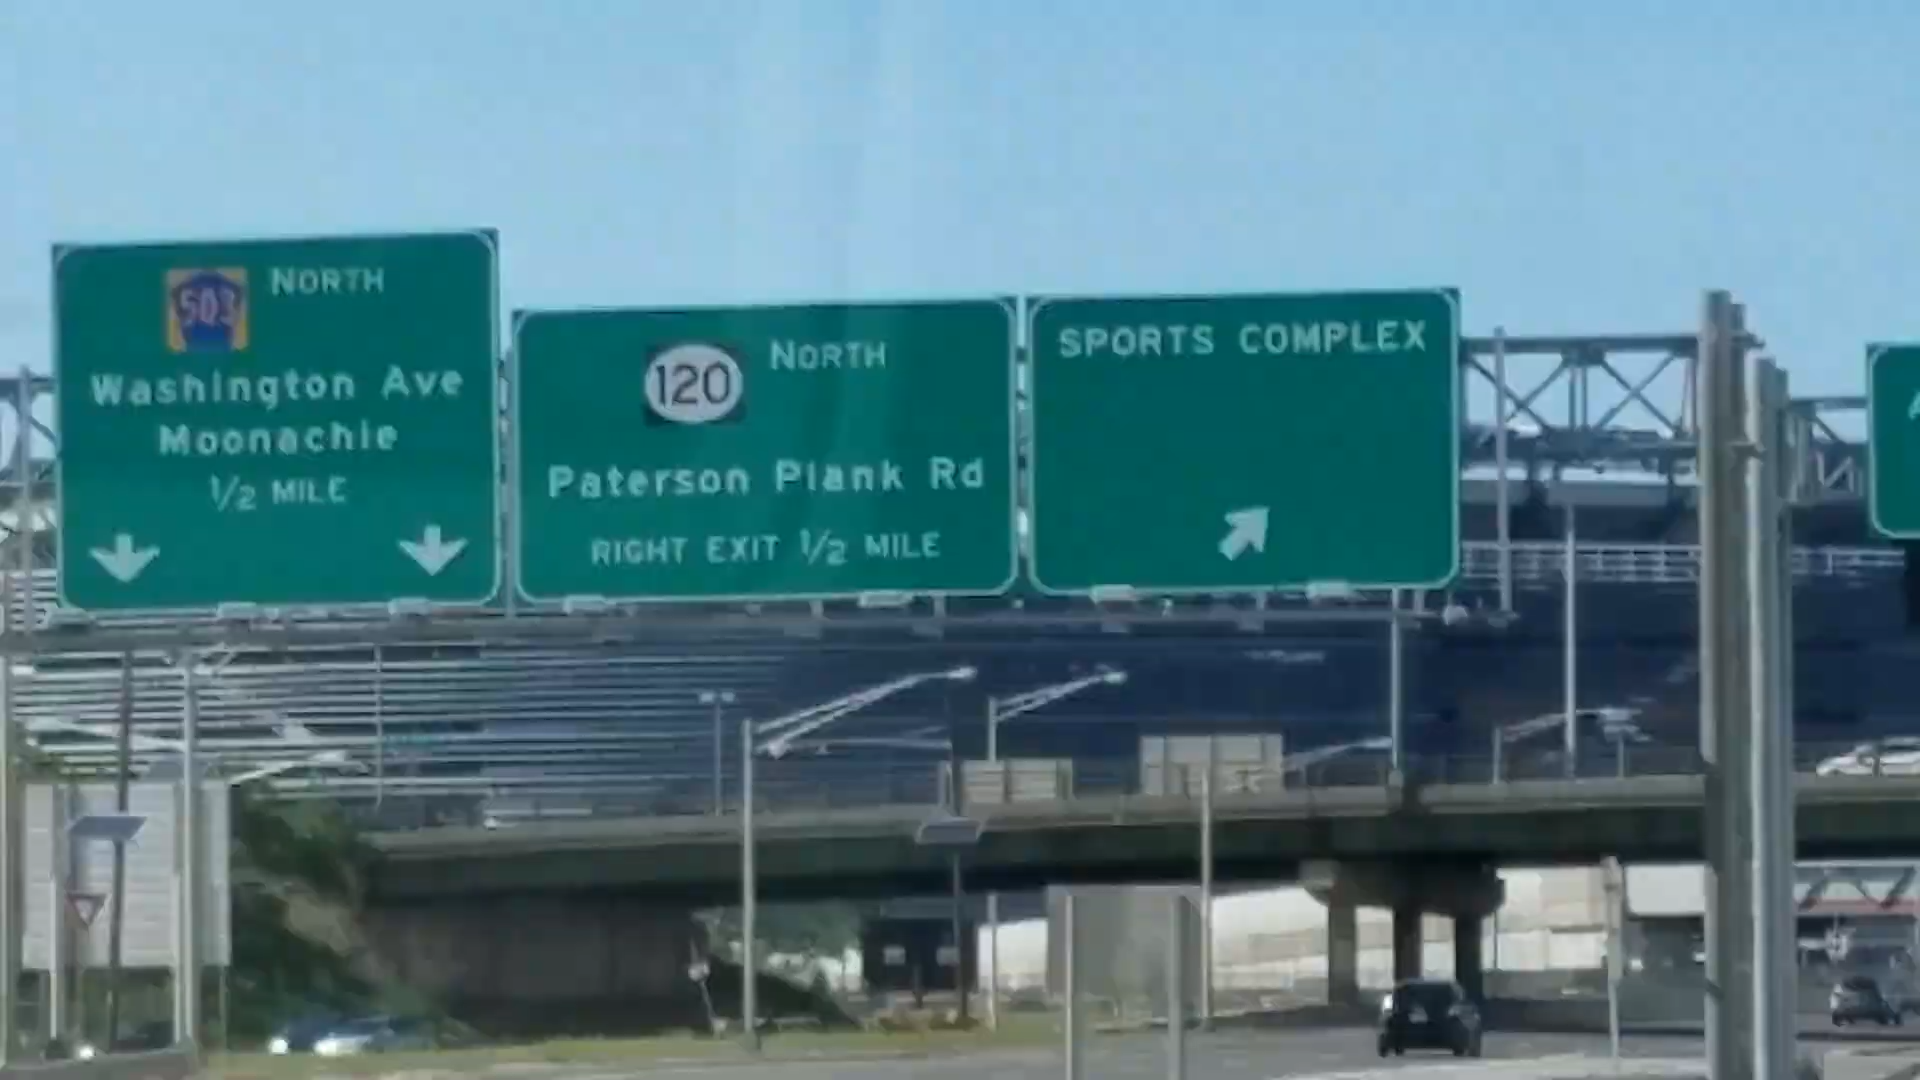 503 NORTH
Washington Ave
Moonachie
1/2 MILE
120 NORTH
Paterson Plank Rd
RIGHT EXIT 1/2 MILE
SPORTS COMPLEX